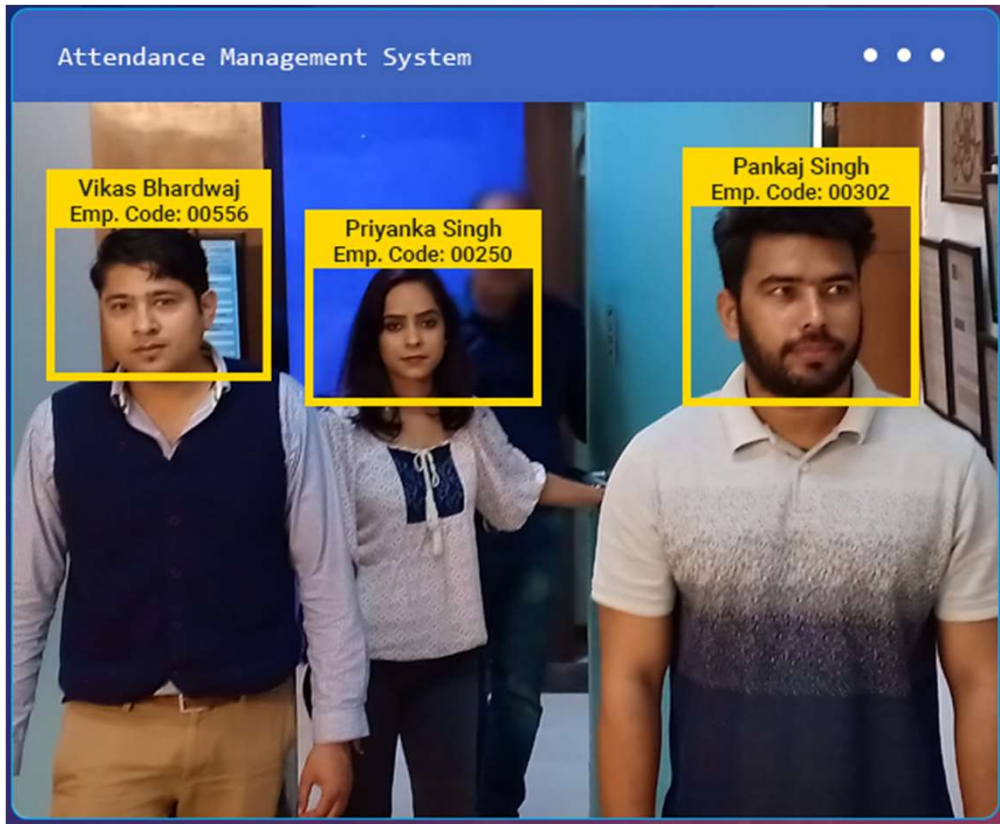 Attendance Management System
Vikas Bhardwaj
Emp. Code: 00556
Priyanka Singh
Emp. Code: 00250
Pankaj Singh
Emp. Code: 00302